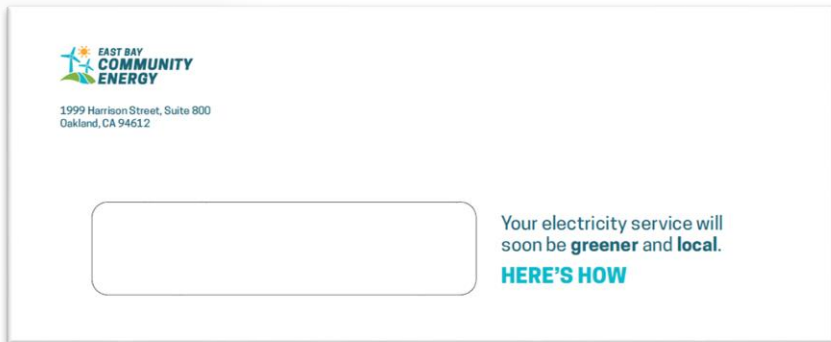 EAST BAY
COMMUNITY
ENERGY
1999 Harrison Street, Suite 800
Oakland, CA 94612
Your electricity service will
soon be greener and local.
HERE'S HOW